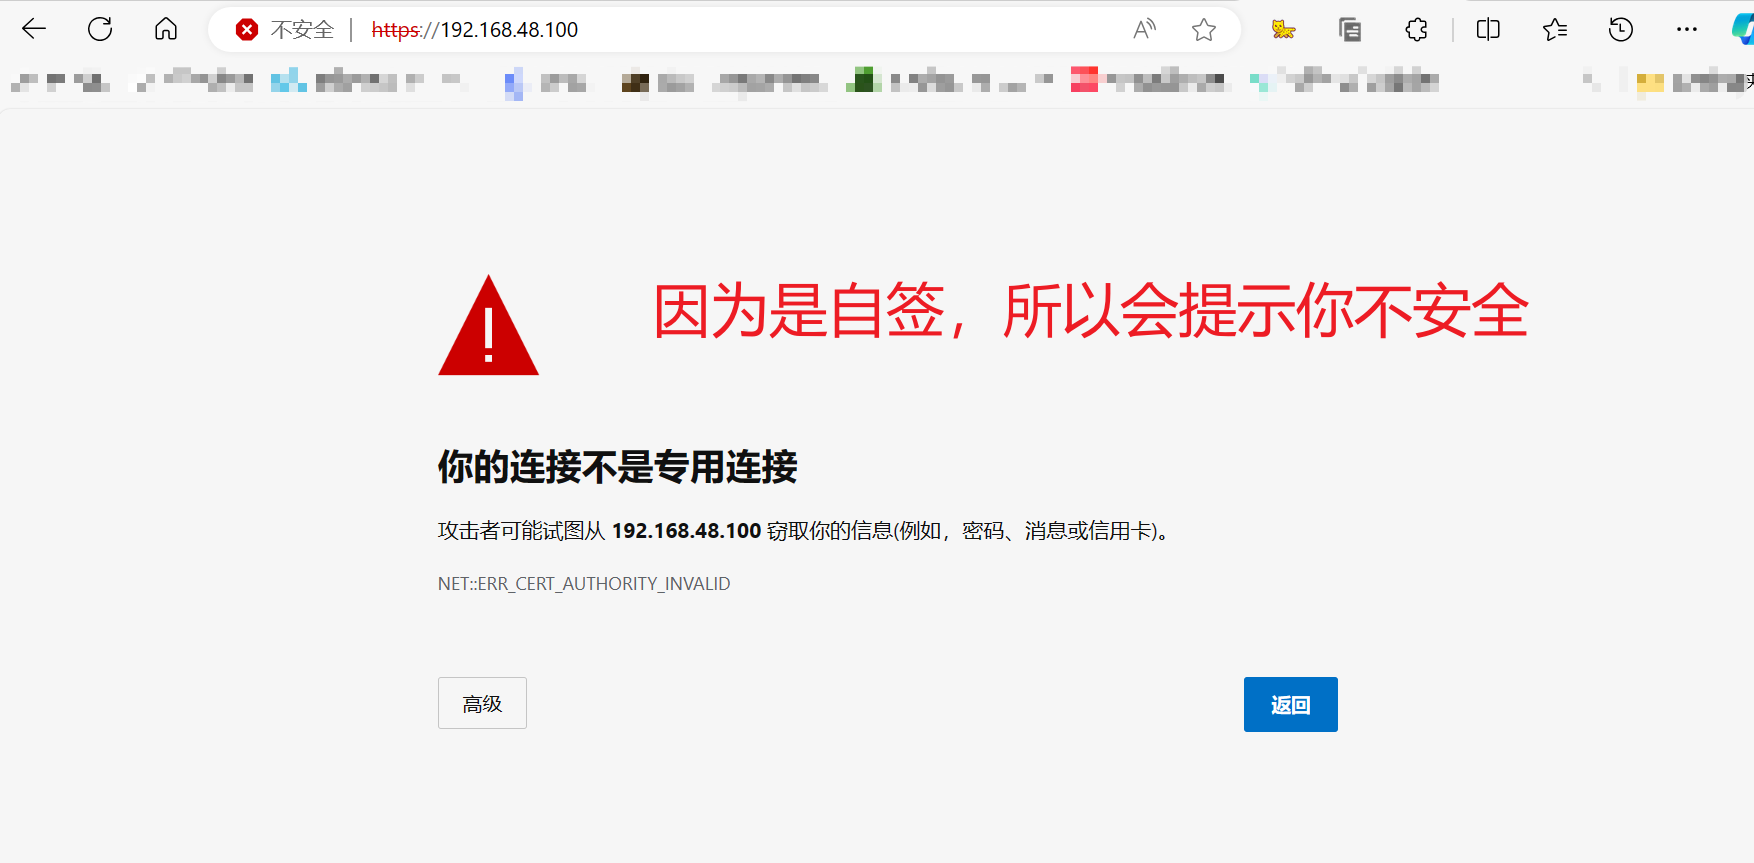 不安全 | https://192.168.48.100
因为是自签，所以会提示你不安全
你的连接不是专用连接
攻击者可能试图从 192.168.48.100 窃取你的信息(例如，密码、消息或信用卡)。
NET::ERR_CERT_AUTHORITY_INVALID
高级
返回